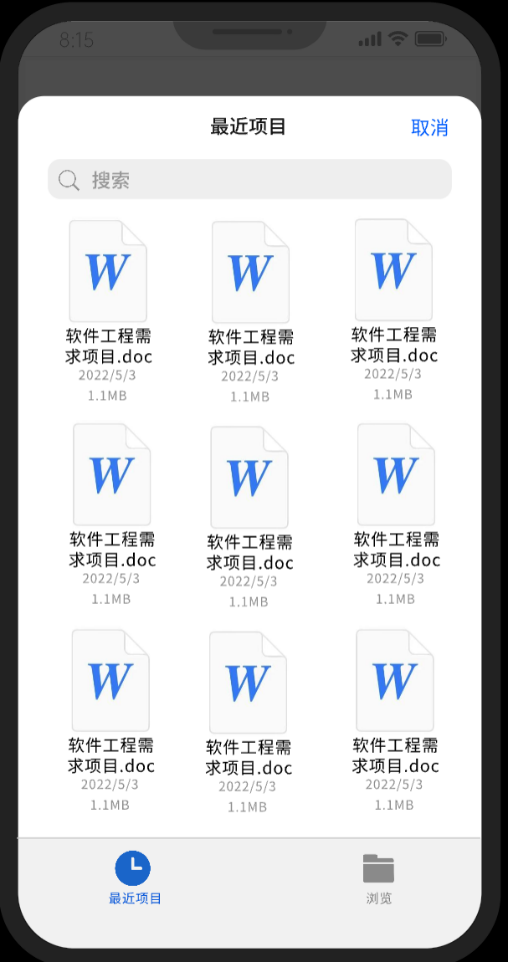 8:15
最近项目
取消
搜索
W
W
W
软件工程需
求项目.doc
2022/5/3
1.1MB
软件工程需
求项目.doc
2022/5/3
1.1MB
软件工程需
求项目.doc
2022/5/3
1.1MB
W
W
W
软件工程需
求项目.doc
2022/5/3
1.1MB
软件工程需
求项目.doc
2022/5/3
1.1MB
软件工程需
求项目.doc
2022/5/3
1.1MB
W
W
W
软件工程需
求项目.doc
2022/5/3
1.1MB
软件工程需
求项目.doc
2022/5/3
1.1MB
软件工程需
求项目.doc
2022/5/3
1.1MB
最近项目
浏览